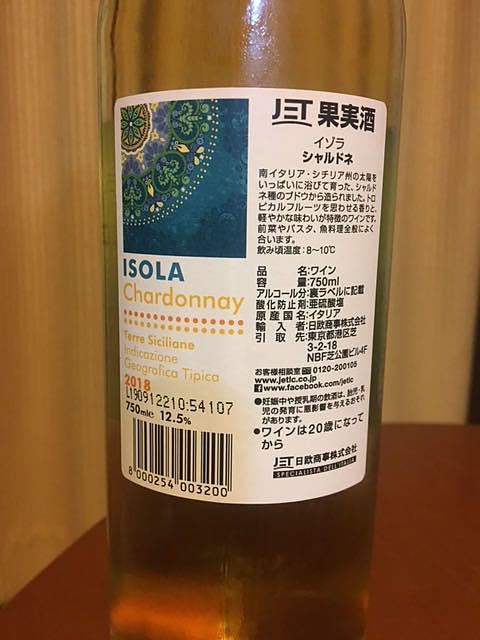 ISOLA
Chardonnay
Terre Siciliane
Indicazione
Geografica Tipica
2018
L190912210:54107
750ml e 12.5%
8 000254 003200
JET 果実酒
イゾラ
シャルドネ
南イタリア・シチリア州の太陽を
いっぱいに浴びて育った、シャルド
ネ種のブドウから造られました。トロ
ピカルフルーツを思わせる香りと、
軽やかな味わいが特徴のワインです。
前菜やパスタ、魚料理全般によく
合います。
飲み頃温度:8~10℃
品名:ワイン
容量:750ml
アルコール分:裏ラベルに記載
酸化防止剤:亜硫酸塩
原産国名:イタリア
輸入者:日欧商事株式会社
引取先:東京都港区芝
3-2-18
NBF芝公園ビル4F
お客様相談室 0120-200105
www.jetlc.co.jp
www.facebook.com/jetlc
●妊娠中や授乳期の飲酒は、胎児・乳
児の発育に悪影響を与えるおそれ
があります。
●ワインは20歳になって
から
JET 日欧商事株式会社
SPECIALISTA DELL'ITALIA